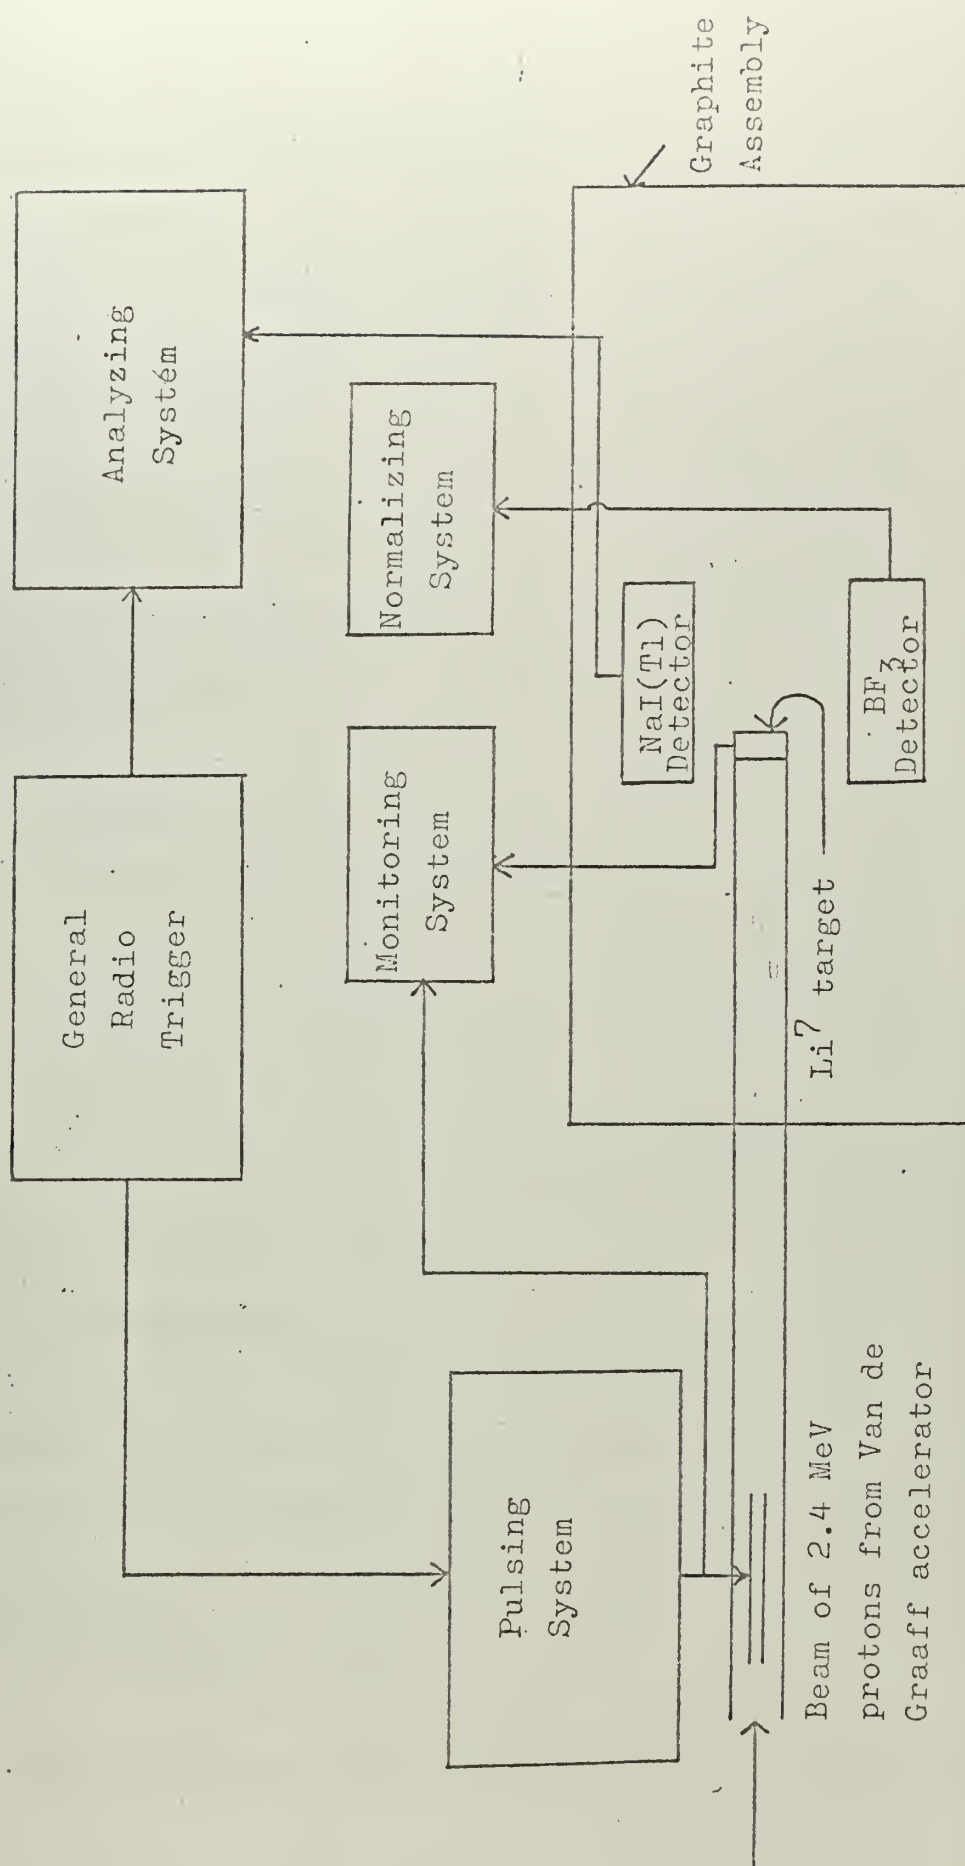 General
Radio
Trigger
Analyzing
System
Pulsing
System
Monitoring
System
Normalizing
System
NaI(Tl)
Detector
BF3
Detector
Li7 target
Graphite
Assembly
Beam of 2.4 MeV
protons from Van de
Graaff accelerator